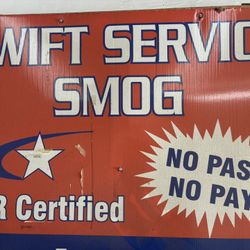 WIFT SERVIC
SMOG
R Certified
NO PAS
NO PAY